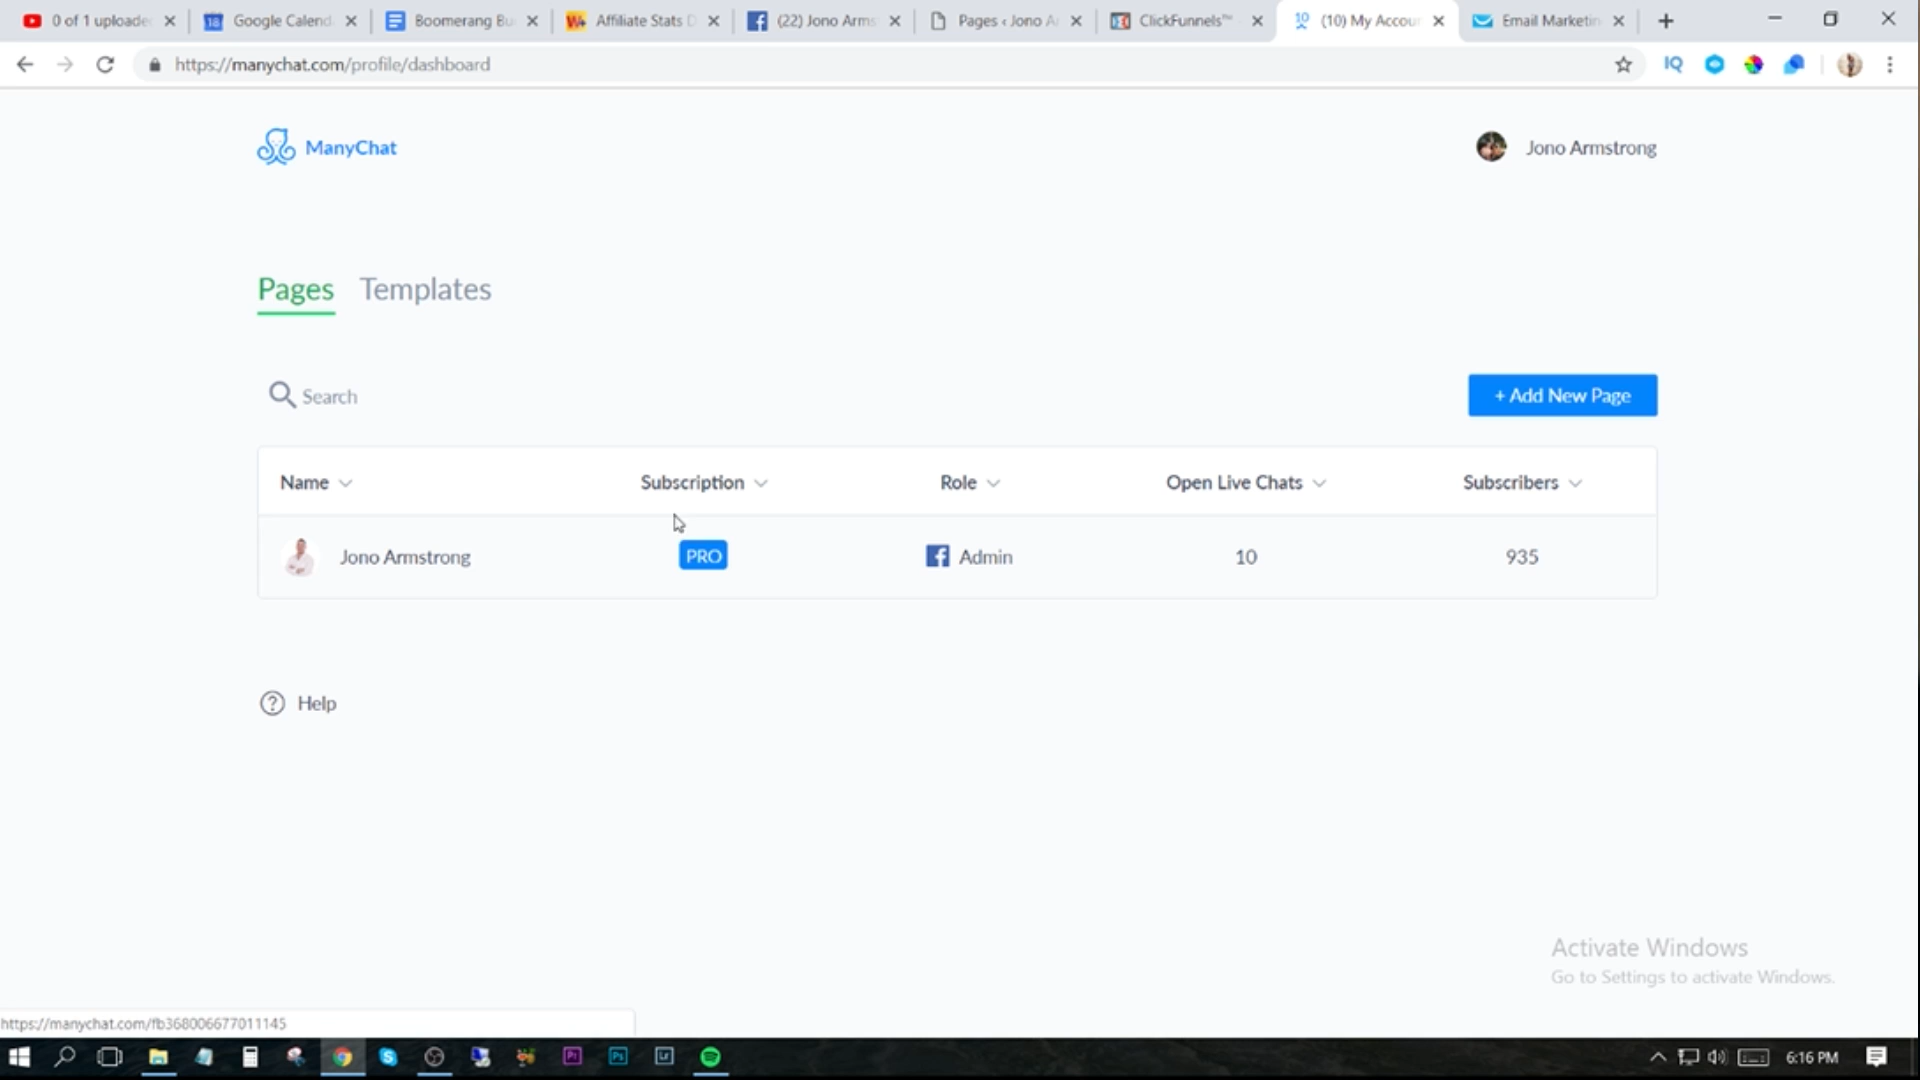 0 of 1 uploade
Google Calend
Boomerang Bu
Affiliate Stats D
(22) Jono Arms
Pages ‹ Jono A
ClickFunnels™
(10) My Accou
Email Marketin
https://manychat.com/profile/dashboard
IQ
ManyChat
Jono Armstrong
Pages Templates
Search
+ Add New Page
Name Subscription Role Open Live Chats Subscribers
Jono Armstrong PRO Admin 10 935
? Help
Activate Windows
Go to Settings to activate Windows.
https://manychat.com/fb368006677011145
6:16 PM